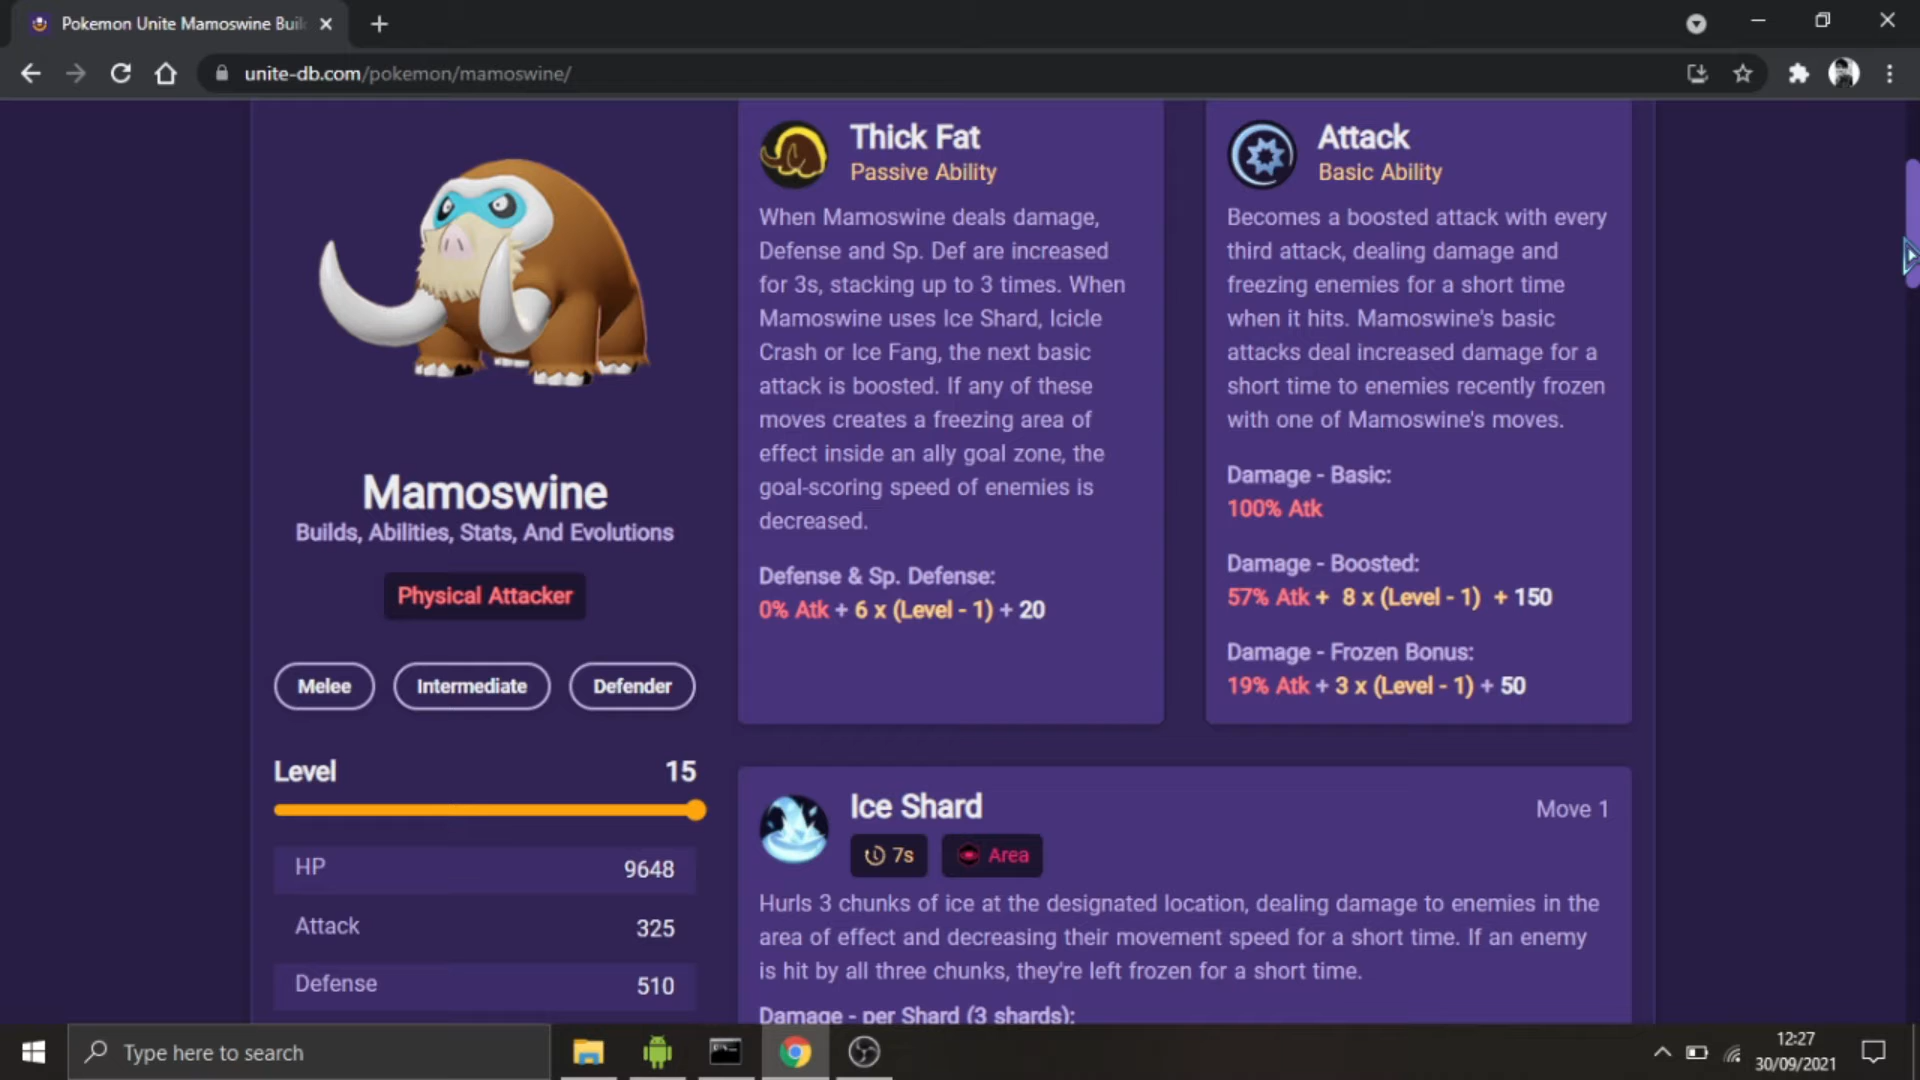 Pokemon Unite Mamoswine Buil
unite-db.com/pokemon/mamoswine/
Mamoswine
Builds, Abilities, Stats, And Evolutions
Physical Attacker
Melee
Intermediate
Defender
Level
15
HP
9648
Attack
325
Defense
510
Thick Fat
Passive Ability
When Mamoswine deals damage,
Defense and Sp. Def are increased
for 3s, stacking up to 3 times. When
Mamoswine uses Ice Shard, Icicle
Crash or Ice Fang, the next basic
attack is boosted. If any of these
moves creates a freezing area of
effect inside an ally goal zone, the
goal-scoring speed of enemies is
decreased.
Defense & Sp. Defense:
0% Atk + 6 x (Level - 1) + 20
Attack
Basic Ability
Becomes a boosted attack with every
third attack, dealing damage and
freezing enemies for a short time
when it hits. Mamoswine's basic
attacks deal increased damage for a
short time to enemies recently frozen
with one of Mamoswine's moves.
Damage - Basic:
100% Atk
Damage - Boosted:
57% Atk + 8 x (Level - 1) + 150
Damage - Frozen Bonus:
19% Atk + 3 x (Level - 1) + 50
Ice Shard
Move 1
7s
Area
Hurls 3 chunks of ice at the designated location, dealing damage to enemies in the
area of effect and decreasing their movement speed for a short time. If an enemy
is hit by all three chunks, they're left frozen for a short time.
Damage - per Shard (3 shards):
Type here to search
12:27
30/09/2021